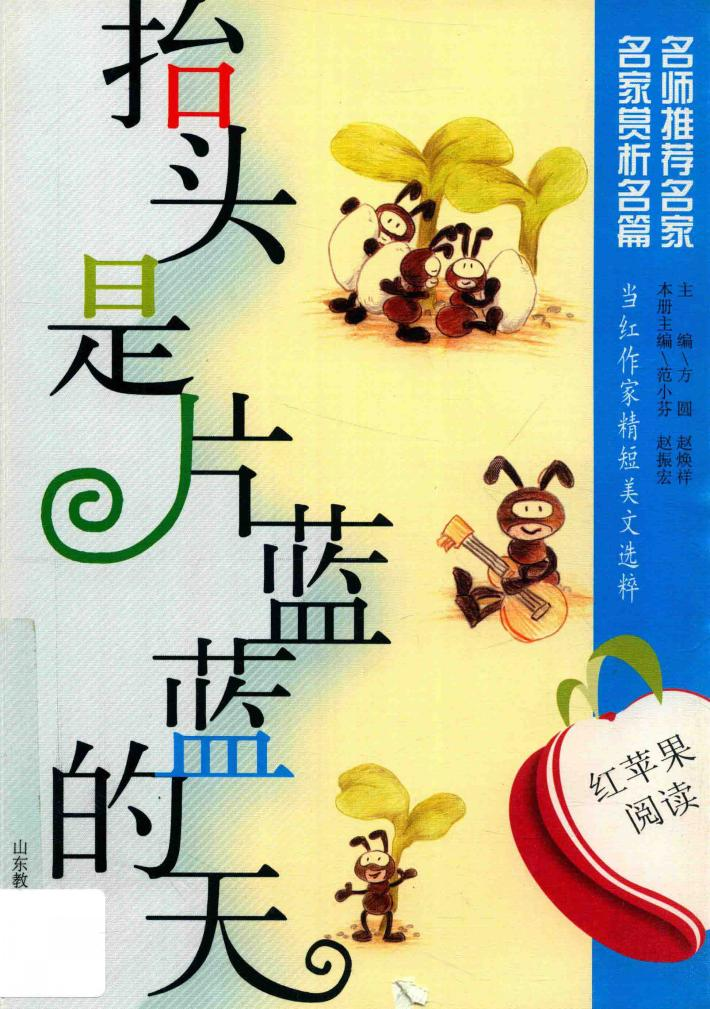 抬头是片蓝蓝的天
名师推荐名家
名家赏析名篇
主 编\方 圆 赵焕祥
本册主编\范小芬 赵振宏
当红作家精短美文选粹
红苹果
阅读
山东教